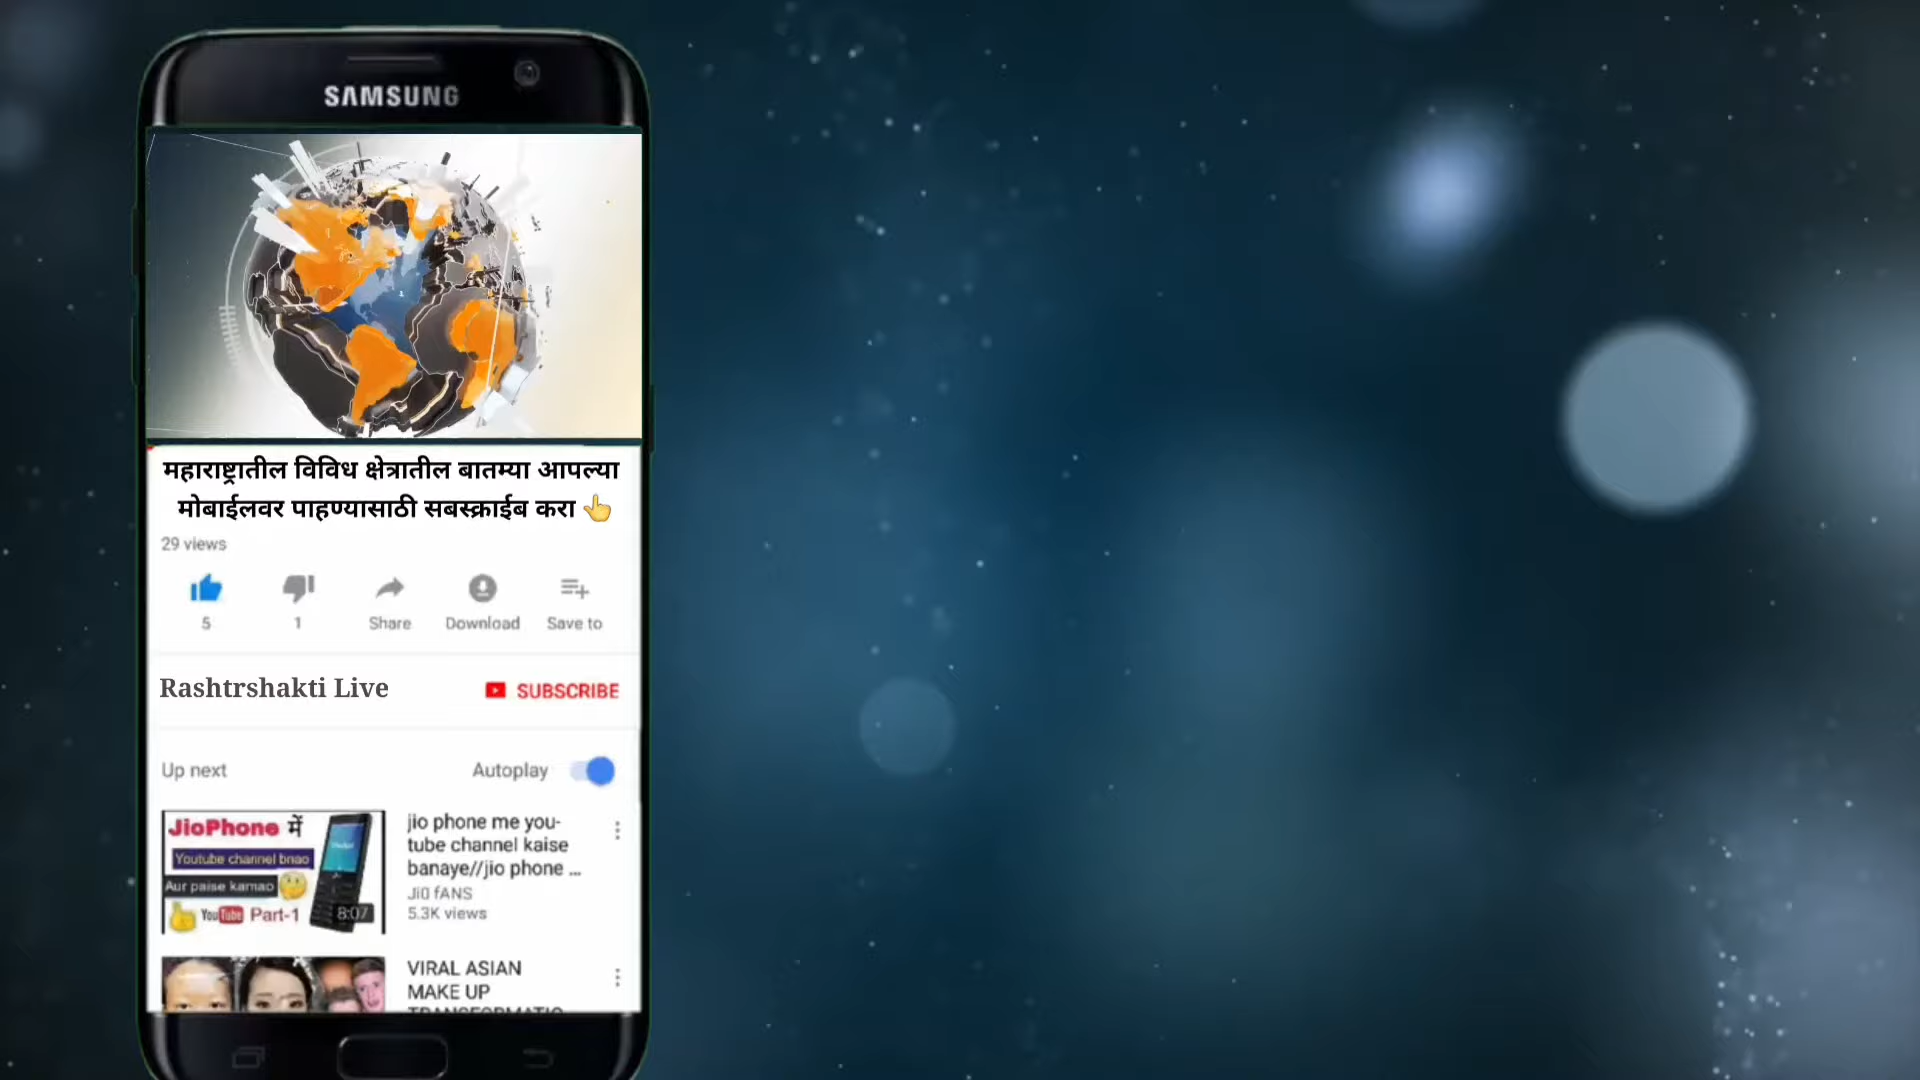 SAMSUNG
महाराष्ट्रातील विविध क्षेत्रातील बातम्या आपल्या
मोबाईलवर पाहण्यासाठी सबस्क्राईब करा 👆
29 views
5
1
Share
Download
Save to
Rashtrshakti Live
SUBSCRIBE
Up next
Autoplay
JioPhone में
Youtube channel bnao
Aur paise kamao
YouTube Part-1
8:07
jio phone me you-
tube channel kaise
banaye//jio phone ...
Ji0 fANS
5.3K views
VIRAL ASIAN
MAKE UP